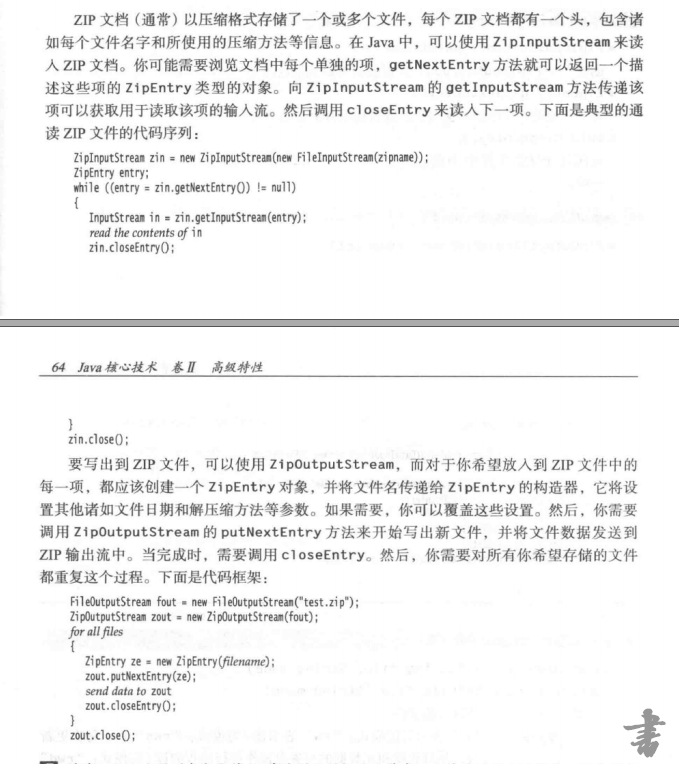 ZIP 文档（通常）以压缩格式存储了一个或多个文件，每个 ZIP 文档都有一个头，包含诸
如每个文件名字和所使用的压缩方法等信息。在 Java 中，可以使用 ZipInputStream 来读
入 ZIP 文档。你可能需要浏览文档中每个单独的项，getNextEntry 方法就可以返回一个描
述这些项的 ZipEntry 类型的对象。向 ZipInputStream 的 getInputStream 方法传递该
项可以获取用于读取该项的输入流。然后调用 closeEntry 来读入下一项。下面是典型的通
读 ZIP 文件的代码序列：
ZipInputStream zin = new ZipInputStream(new FileInputStream(zipname));
ZipEntry entry;
while ((entry = zin.getNextEntry()) != null)
{
InputStream in = zin.getInputStream(entry);
read the contents of in
zin.closeEntry();
64 Java 核心技术 卷Ⅱ 高级特性
}
zin.close();
要写出到 ZIP 文件，可以使用 ZipOutputStream，而对于你希望放入到 ZIP 文件中的
每一项，都应该创建一个 ZipEntry 对象，并将文件名传递给 ZipEntry 的构造器，它将设
置其他诸如文件日期和解压缩方法等参数。如果需要，你可以覆盖这些设置。然后，你需要
调用 ZipOutputStream 的 putNextEntry 方法来开始写出新文件，并将文件数据发送到
ZIP 输出流中。当完成时，需要调用 closeEntry。然后，你需要对所有你希望存储的文件
都重复这个过程。下面是代码框架：
FileOutputStream fout = new FileOutputStream("test.zip");
ZipOutputStream zout = new ZipOutputStream(fout);
for all files
{
ZipEntry ze = new ZipEntry(filename);
zout.putNextEntry(ze);
send data to zout
zout.closeEntry();
}
zout.close();
書